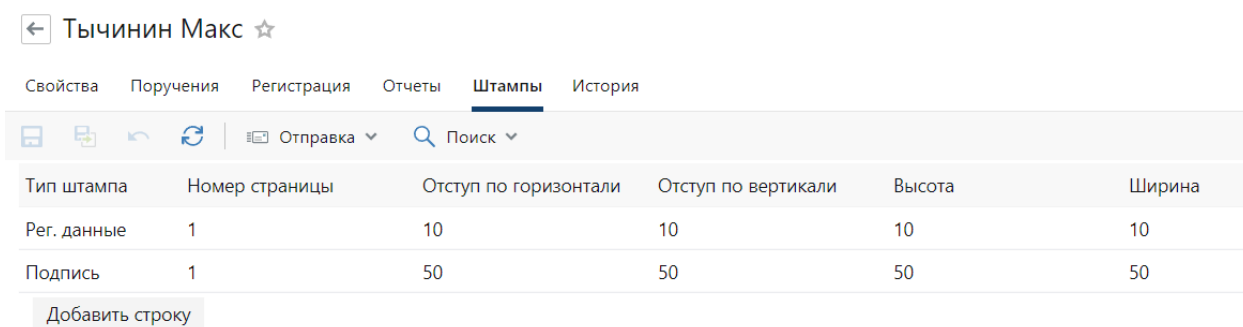 Тычинин Макс
Свойства Поручения Регистрация Отчеты Штампы История
Отправка Поиск
Тип штампа Номер страницы Отступ по горизонтали Отступ по вертикали Высота Ширина
Рег. данные 1 10 10 10 10
Подпись 1 50 50 50 50
Добавить строку